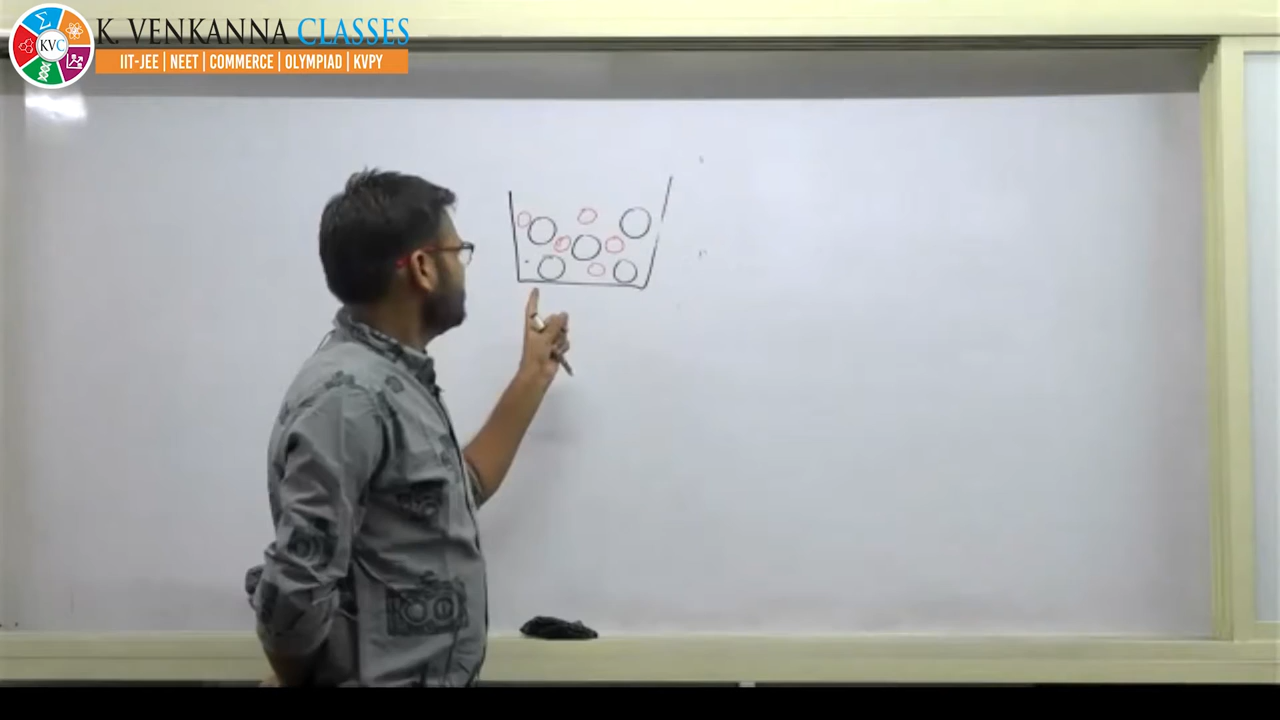 KVC
K. VENKANNA CLASSES
IIT-JEE | NEET | COMMERCE | OLYMPIAD | KVPY